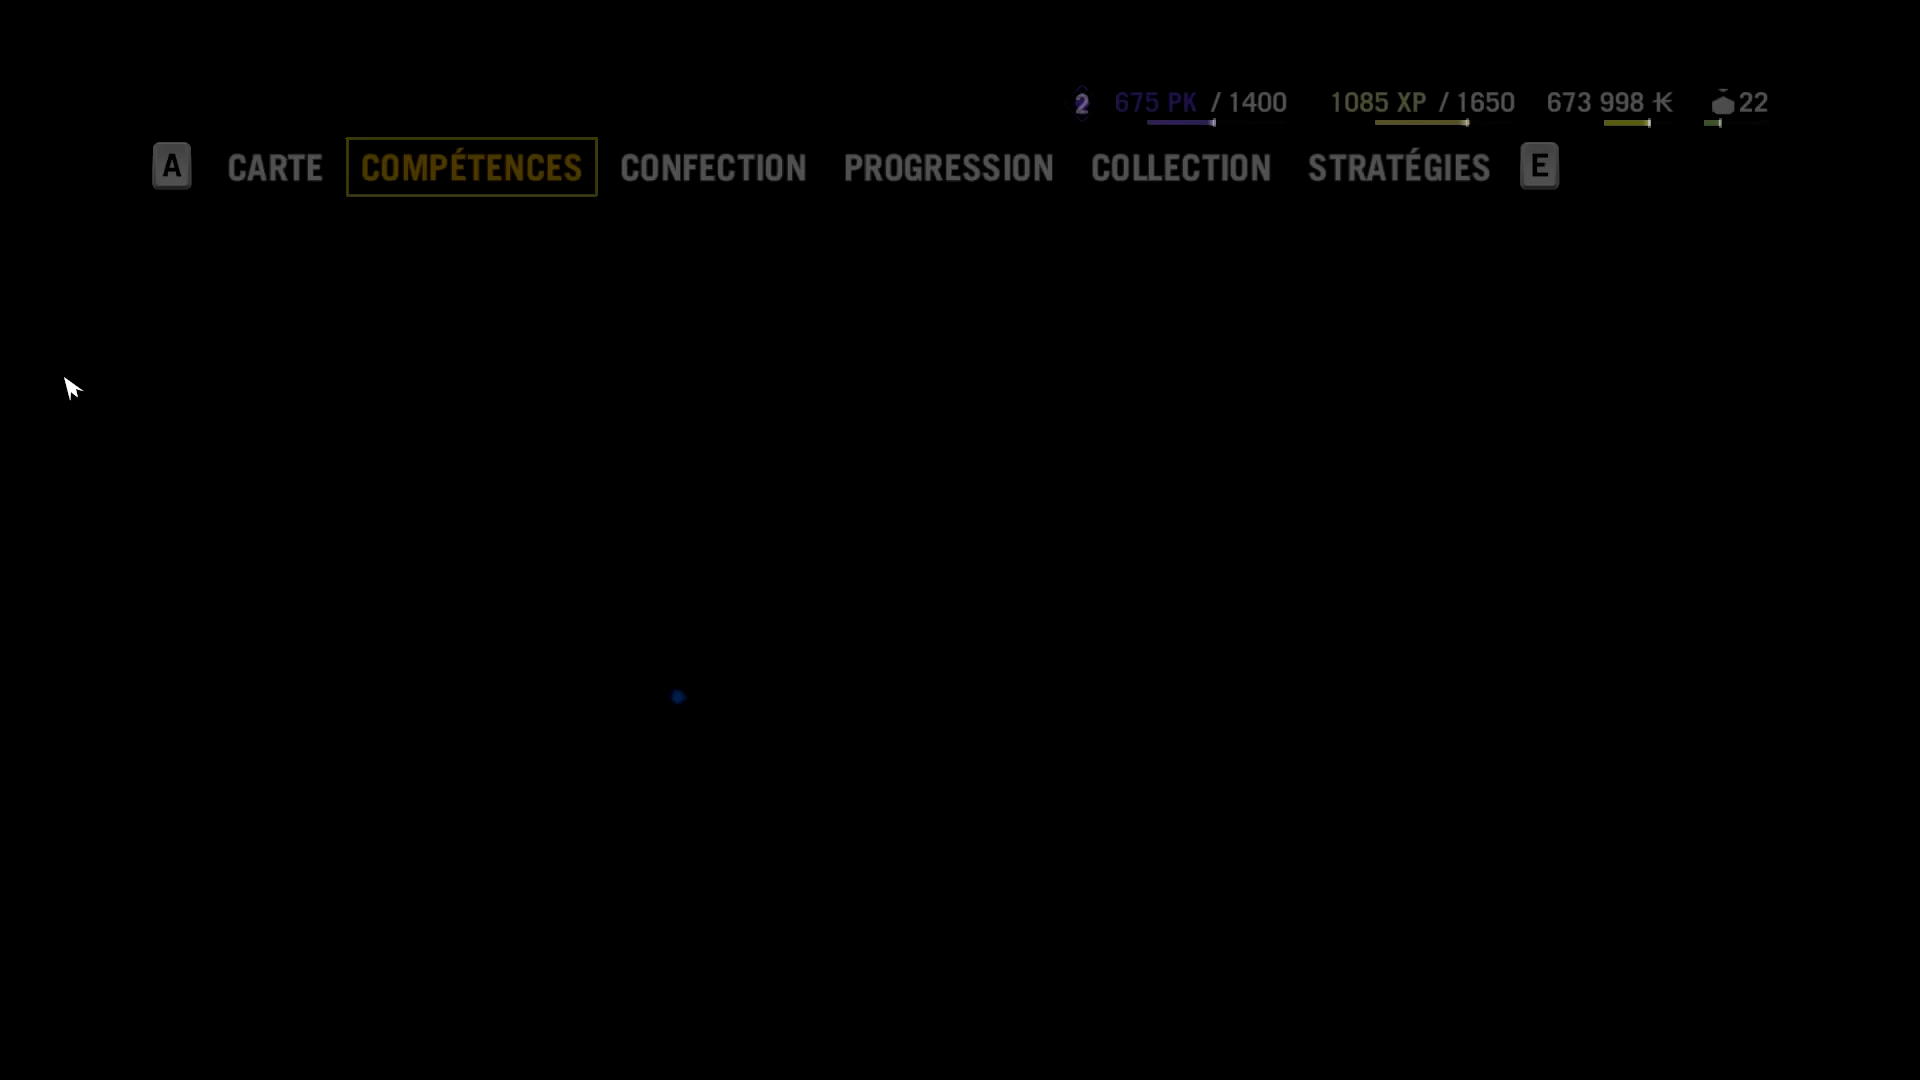 2 675 PK / 1400 1085 XP / 1650 673 998 K 22
A CARTE COMPÉTENCES CONFECTION PROGRESSION COLLECTION STRATÉGIES E